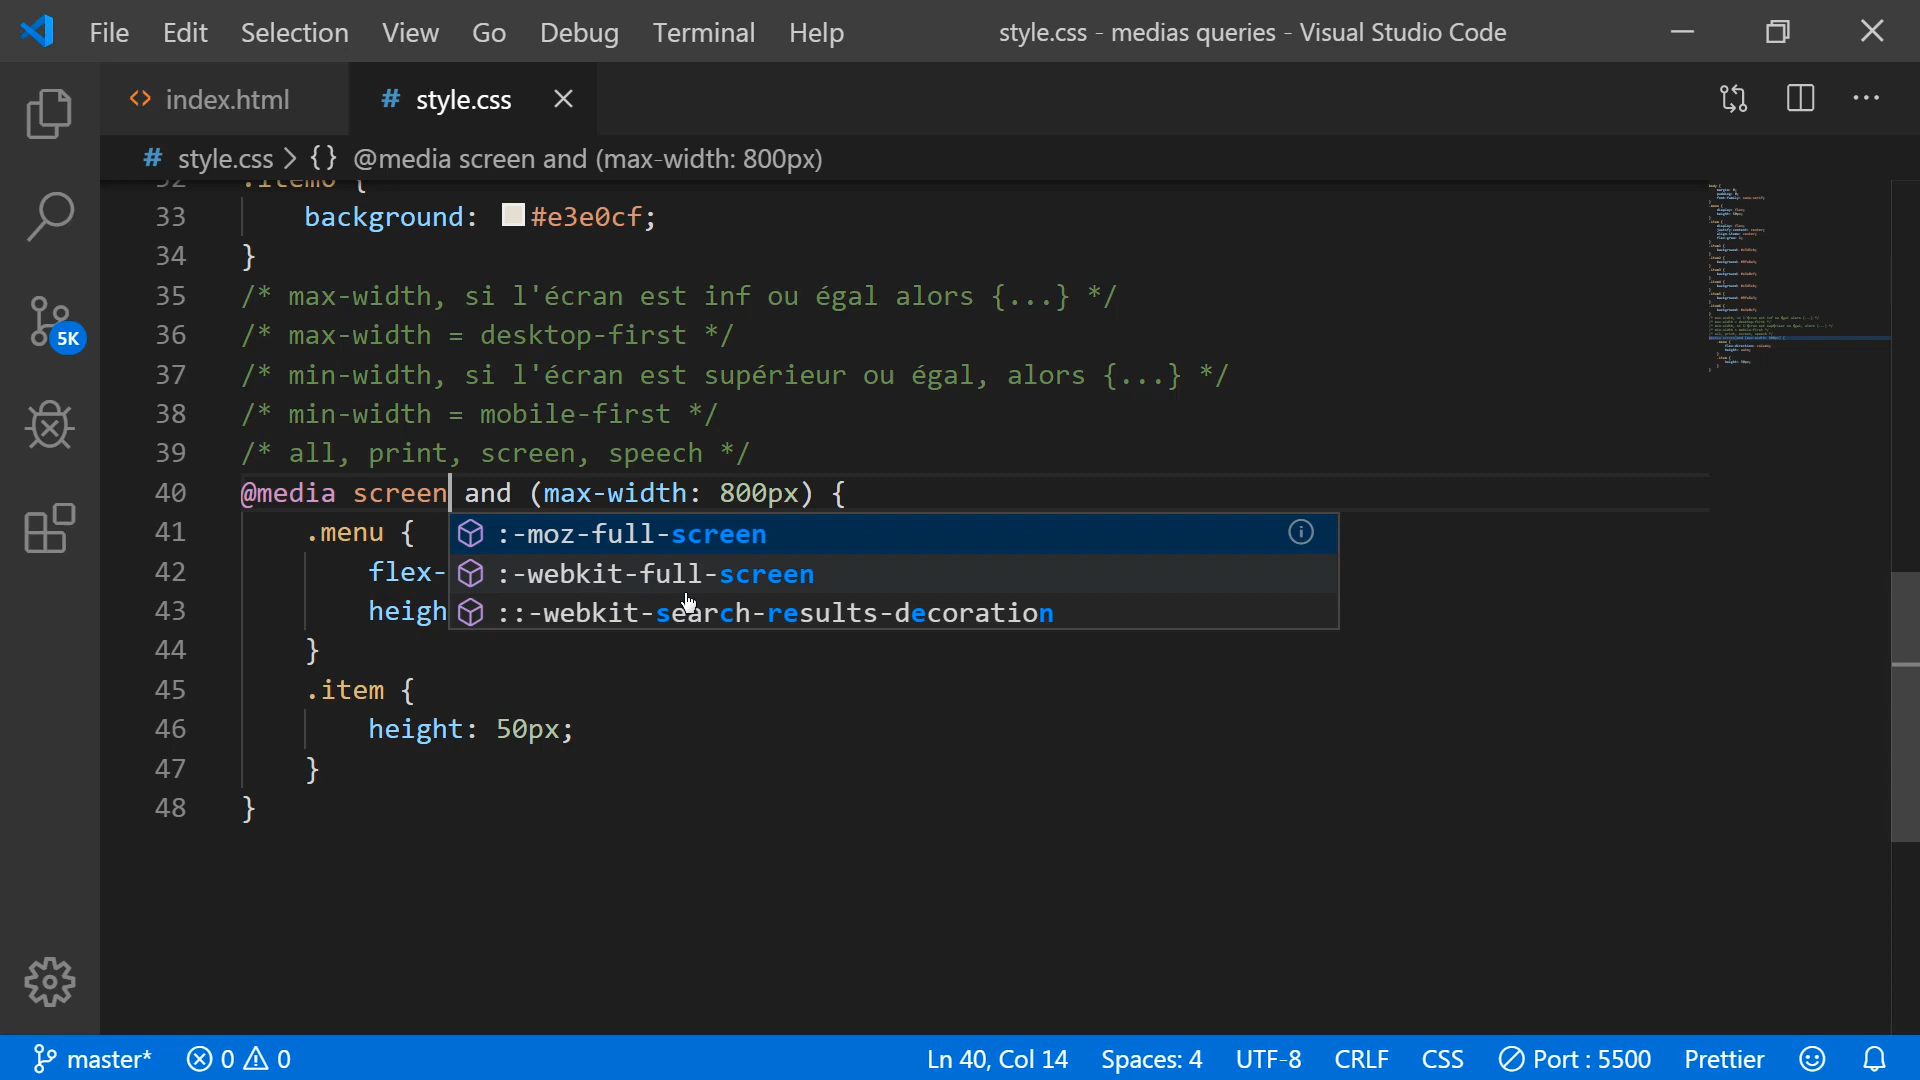 File Edit Selection View Go Debug Terminal Help style.css - medias queries - Visual Studio Code
<> index.html # style.css
# style.css > {} @media screen and (max-width: 800px)
33 background: #e3e0cf;
34 }
35 /* max-width, si l'écran est inf ou égal alors {...} */
36 /* max-width = desktop-first */
37 /* min-width, si l'écran est supérieur ou égal, alors {...} */
38 /* min-width = mobile-first */
39 /* all, print, screen, speech */
40 @media screen and (max-width: 800px) {
41 .menu { :-moz-full-screen
42 flex- :-webkit-full-screen
43 heigh ::-webkit-search-results-decoration
44 }
45 .item {
46 height: 50px;
47 }
48 }
5K
master* 0 0 Ln 40, Col 14 Spaces: 4 UTF-8 CRLF CSS Port : 5500 Prettier